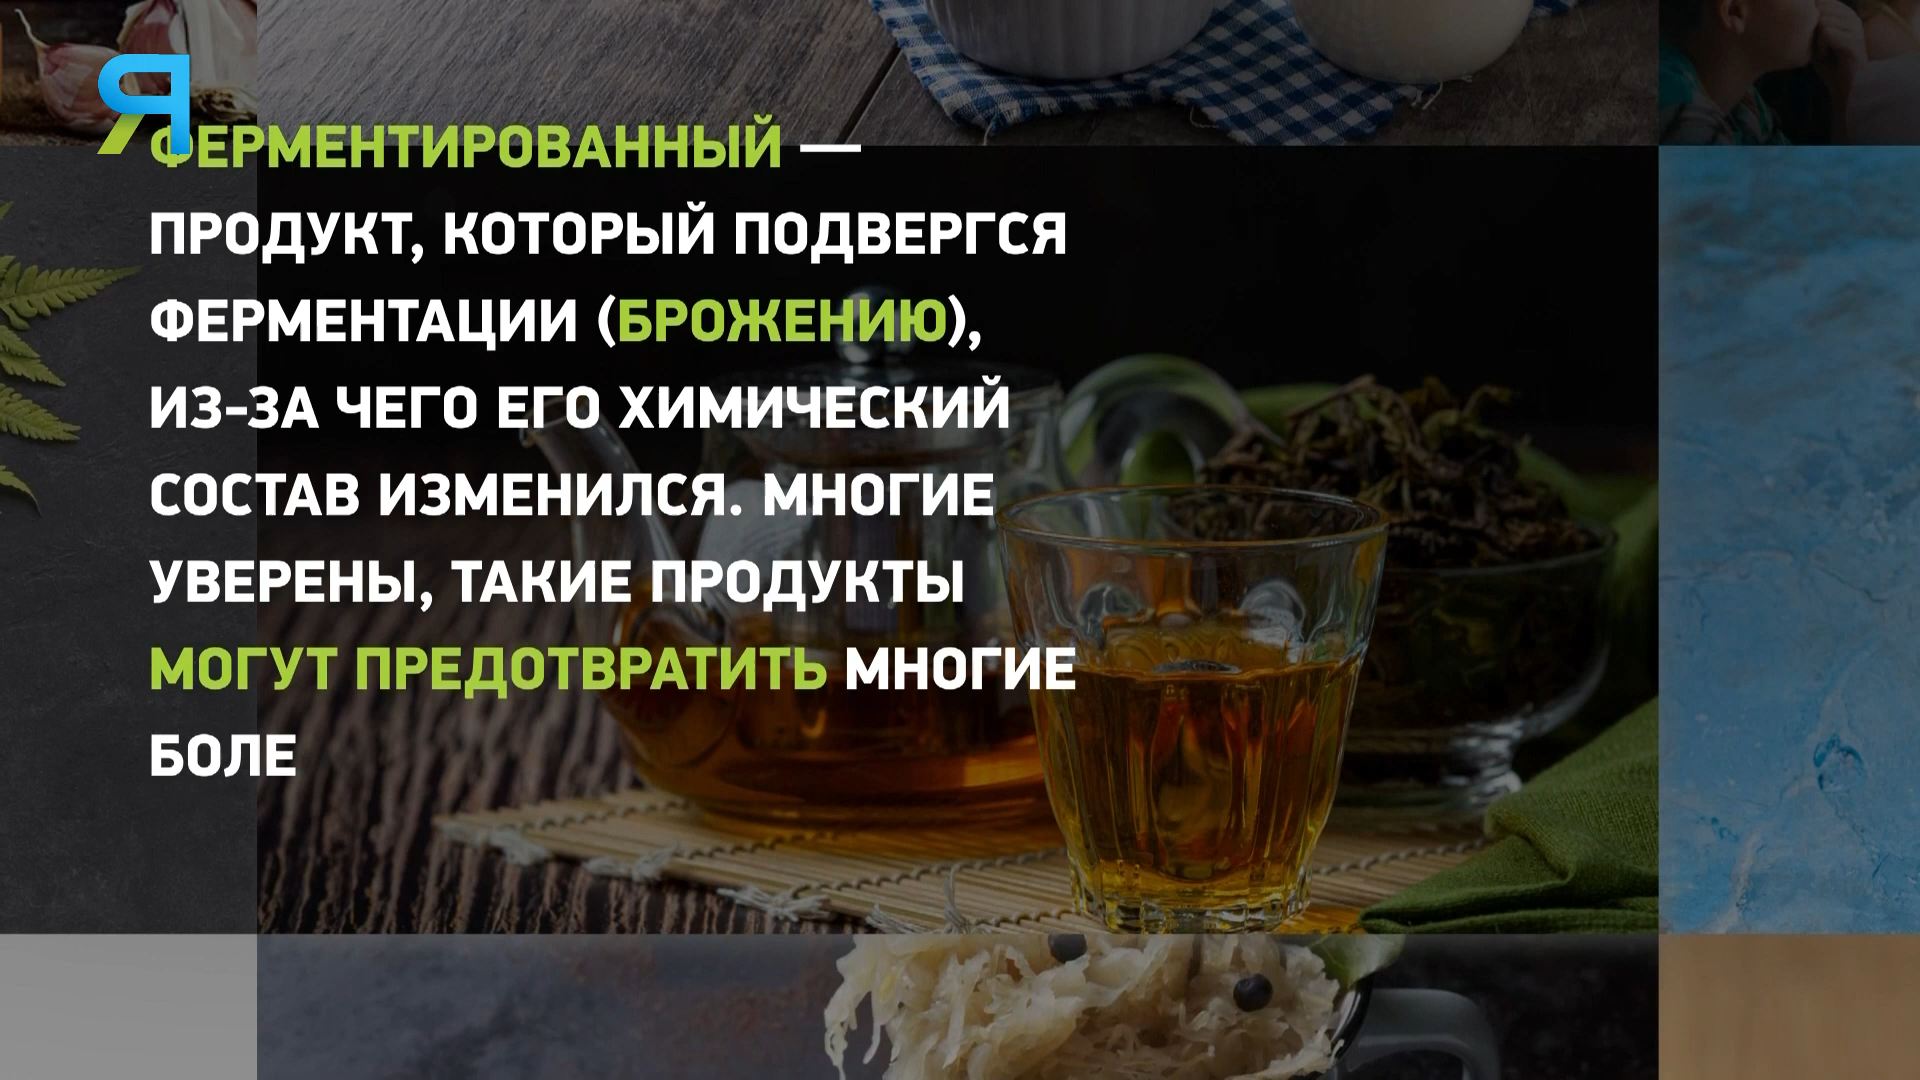 Я
ФЕРМЕНТИРОВАННЫЙ —
ПРОДУКТ, КОТОРЫЙ ПОДВЕРГСЯ
ФЕРМЕНТАЦИИ (БРОЖЕНИЮ),
ИЗ-ЗА ЧЕГО ЕГО ХИМИЧЕСКИЙ
СОСТАВ ИЗМЕНИЛСЯ. МНОГИЕ
УВЕРЕНЫ, ТАКИЕ ПРОДУКТЫ
МОГУТ ПРЕДОТВРАТИТЬ МНОГИЕ
БОЛЕ